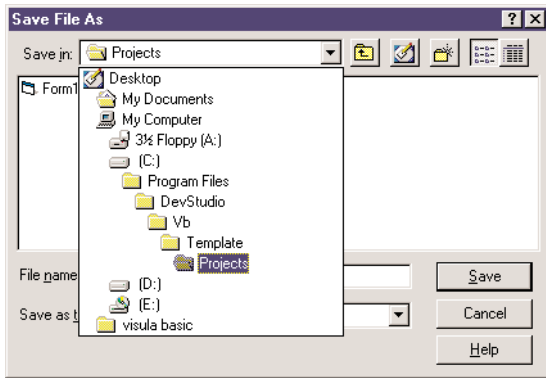 Save File As
Save in: Projects
Form1
Desktop
My Documents
My Computer
3½ Floppy (A:)
(C:)
Program Files
DevStudio
Vb
Template
Projects
(D:)
(E:)
visula basic
File name
Save as t
Save
Cancel
Help